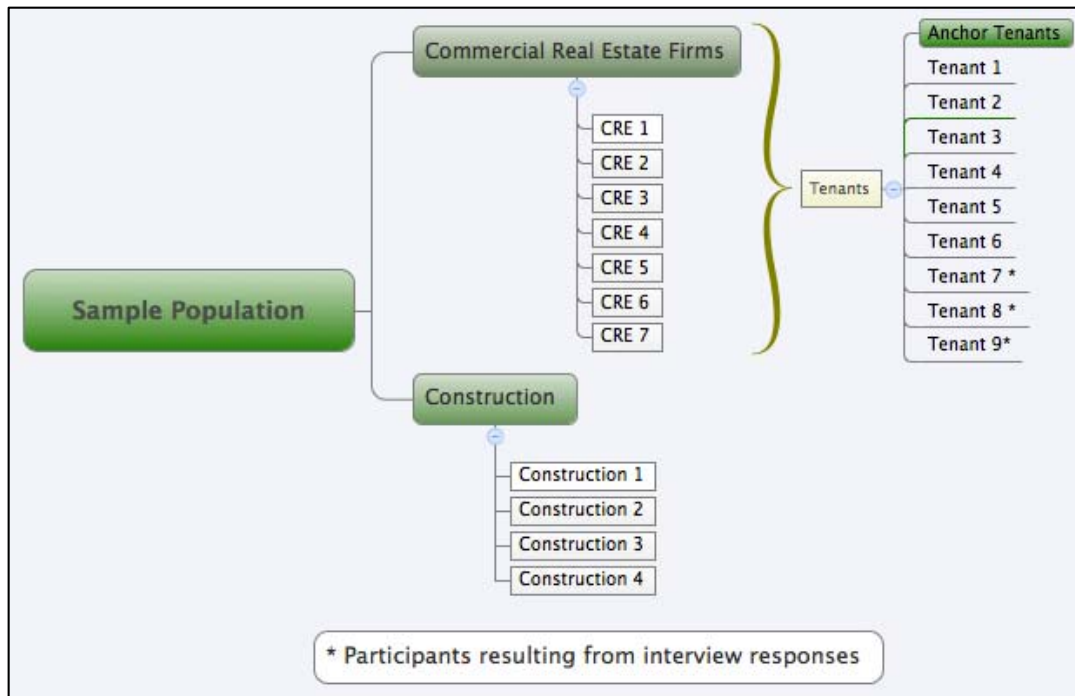 Sample Population
Commercial Real Estate Firms
CRE 1
CRE 2
CRE 3
CRE 4
CRE 5
CRE 6
CRE 7
Tenants
Anchor Tenants
Tenant 1
Tenant 2
Tenant 3
Tenant 4
Tenant 5
Tenant 6
Tenant 7 *
Tenant 8 *
Tenant 9*
Construction
Construction 1
Construction 2
Construction 3
Construction 4
* Participants resulting from interview responses